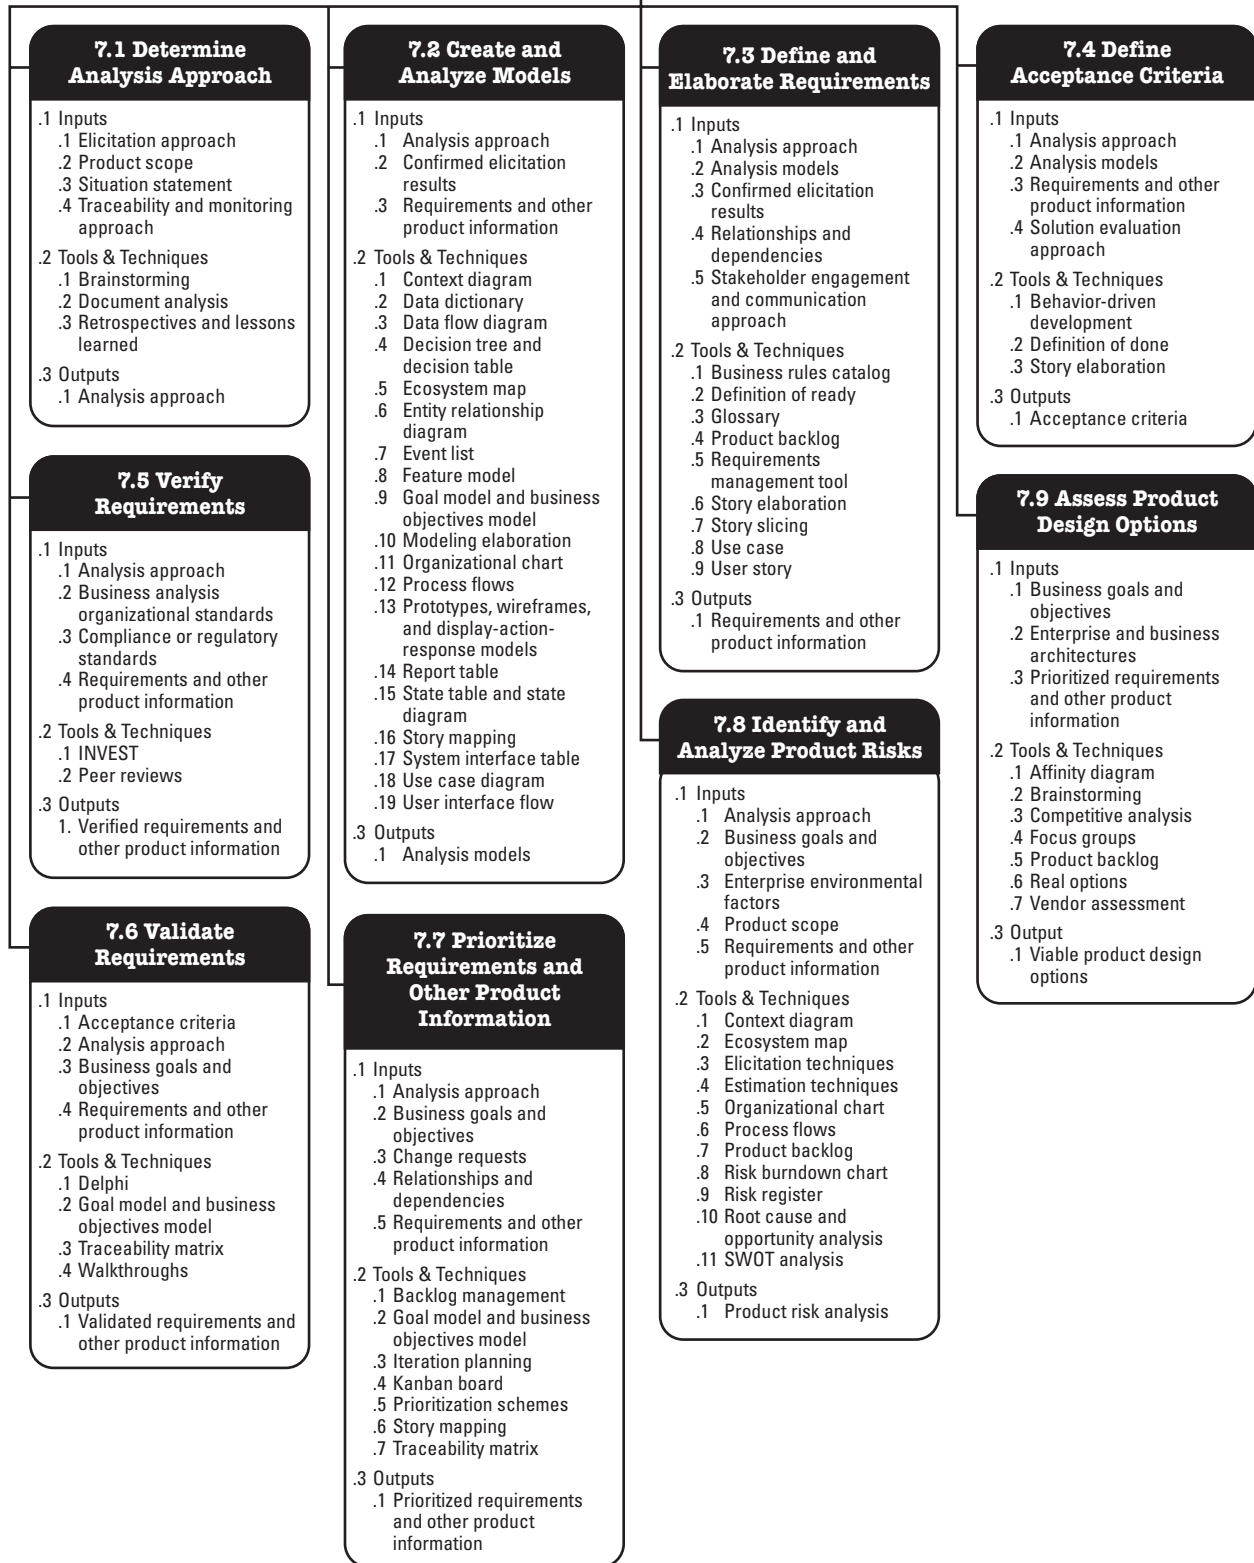 7.1 Determine
Analysis Approach
.1 Inputs
.1 Elicitation approach
.2 Product scope
.3 Situation statement
.4 Traceability and monitoring
approach
.2 Tools & Techniques
.1 Brainstorming
.2 Document analysis
.3 Retrospectives and lessons
learned
.3 Outputs
.1 Analysis approach
7.2 Create and
Analyze Models
.1 Inputs
.1 Analysis approach
.2 Confirmed elicitation
results
.3 Requirements and other
product information
.2 Tools & Techniques
.1 Context diagram
.2 Data dictionary
.3 Data flow diagram
.4 Decision tree and
decision table
.5 Ecosystem map
.6 Entity relationship
diagram
.7 Event list
.8 Feature model
.9 Goal model and business
objectives model
.10 Modeling elaboration
.11 Organizational chart
.12 Process flows
.13 Prototypes, wireframes,
and display-action-
response models
.14 Report table
.15 State table and state
diagram
.16 Story mapping
.17 System interface table
.18 Use case diagram
.19 User interface flow
.3 Outputs
.1 Analysis models
7.3 Define and
Elaborate Requirements
.1 Inputs
.1 Analysis approach
.2 Analysis models
.3 Confirmed elicitation
results
.4 Relationships and
dependencies
.5 Stakeholder engagement
and communication
approach
.2 Tools & Techniques
.1 Business rules catalog
.2 Definition of ready
.3 Glossary
.4 Product backlog
.5 Requirements
management tool
.6 Story elaboration
.7 Story slicing
.8 Use case
.9 User story
.3 Outputs
.1 Requirements and other
product information
7.4 Define
Acceptance Criteria
.1 Inputs
.1 Analysis approach
.2 Analysis models
.3 Requirements and other
product information
.4 Solution evaluation
approach
.2 Tools & Techniques
.1 Behavior-driven
development
.2 Definition of done
.3 Story elaboration
.3 Outputs
.1 Acceptance criteria
7.5 Verify
Requirements
.1 Inputs
.1 Analysis approach
.2 Business analysis
organizational standards
.3 Compliance or regulatory
standards
.4 Requirements and other
product information
.2 Tools & Techniques
.1 INVEST
.2 Peer reviews
.3 Outputs
1. Verified requirements and
other product information
7.6 Validate
Requirements
.1 Inputs
.1 Acceptance criteria
.2 Analysis approach
.3 Business goals and
objectives
.4 Requirements and other
product information
.2 Tools & Techniques
.1 Delphi
.2 Goal model and business
objectives model
.3 Traceability matrix
.4 Walkthroughs
.3 Outputs
.1 Validated requirements and
other product information
7.7 Prioritize
Requirements and
Other Product
Information
.1 Inputs
.1 Analysis approach
.2 Business goals and
objectives
.3 Change requests
.4 Relationships and
dependencies
.5 Requirements and other
product information
.2 Tools & Techniques
.1 Backlog management
.2 Goal model and business
objectives model
.3 Iteration planning
.4 Kanban board
.5 Prioritization schemes
.6 Story mapping
.7 Traceability matrix
.3 Outputs
.1 Prioritized requirements
and other product
information
7.8 Identify and
Analyze Product Risks
.1 Inputs
.1 Analysis approach
.2 Business goals and
objectives
.3 Enterprise environmental
factors
.4 Product scope
.5 Requirements and other
product information
.2 Tools & Techniques
.1 Context diagram
.2 Ecosystem map
.3 Elicitation techniques
.4 Estimation techniques
.5 Organizational chart
.6 Process flows
.7 Product backlog
.8 Risk burndown chart
.9 Risk register
.10 Root cause and
opportunity analysis
.11 SWOT analysis
.3 Outputs
.1 Product risk analysis
7.9 Assess Product
Design Options
.1 Inputs
.1 Business goals and
objectives
.2 Enterprise and business
architectures
.3 Prioritized requirements
and other product
information
.2 Tools & Techniques
.1 Affinity diagram
.2 Brainstorming
.3 Competitive analysis
.4 Focus groups
.5 Product backlog
.6 Real options
.7 Vendor assessment
.3 Output
.1 Viable product design
options